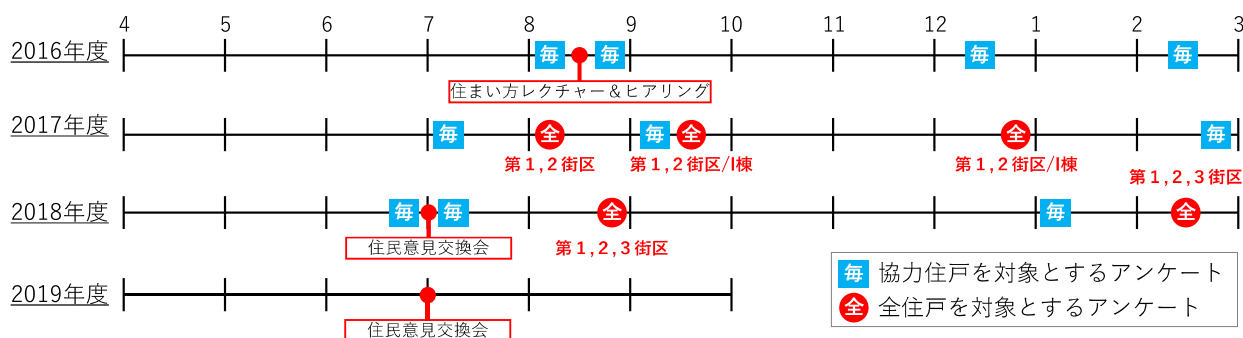 4 5 6 7 8 9 10 11 12 1 2 3
2016年度 毎 毎 毎 毎
住まい方レクチャー＆ヒアリング
2017年度 毎 全 毎 全 全 毎
第1,2街区 第1,2街区/I棟 第1,2街区/I棟
第1,2,3街区
2018年度 毎 毎 全 毎 全
住民意見交換会 第1,2,3街区
毎 協力住戸を対象とするアンケート
2019年度
全 全住戸を対象とするアンケート
住民意見交換会